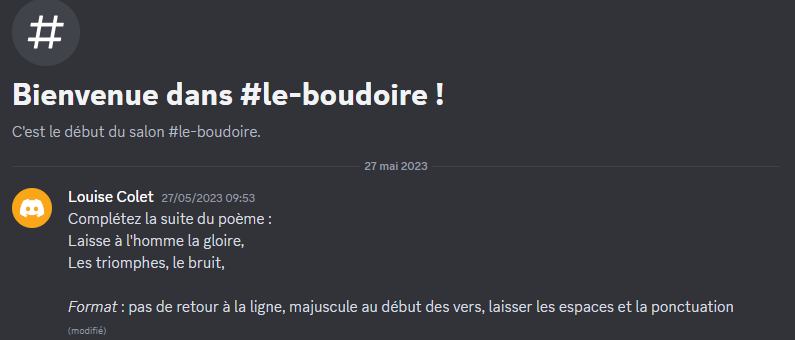 #
Bienvenue dans #le-boudoire !
C'est le début du salon #le-boudoire.
27 mai 2023
Louise Colet 27/05/2023 09:53
Complétez la suite du poème :
Laisse à l'homme la gloire,
Les triomphes, le bruit,
Format : pas de retour à la ligne, majuscule au début des vers, laisser les espaces et la ponctuation
(modifié)